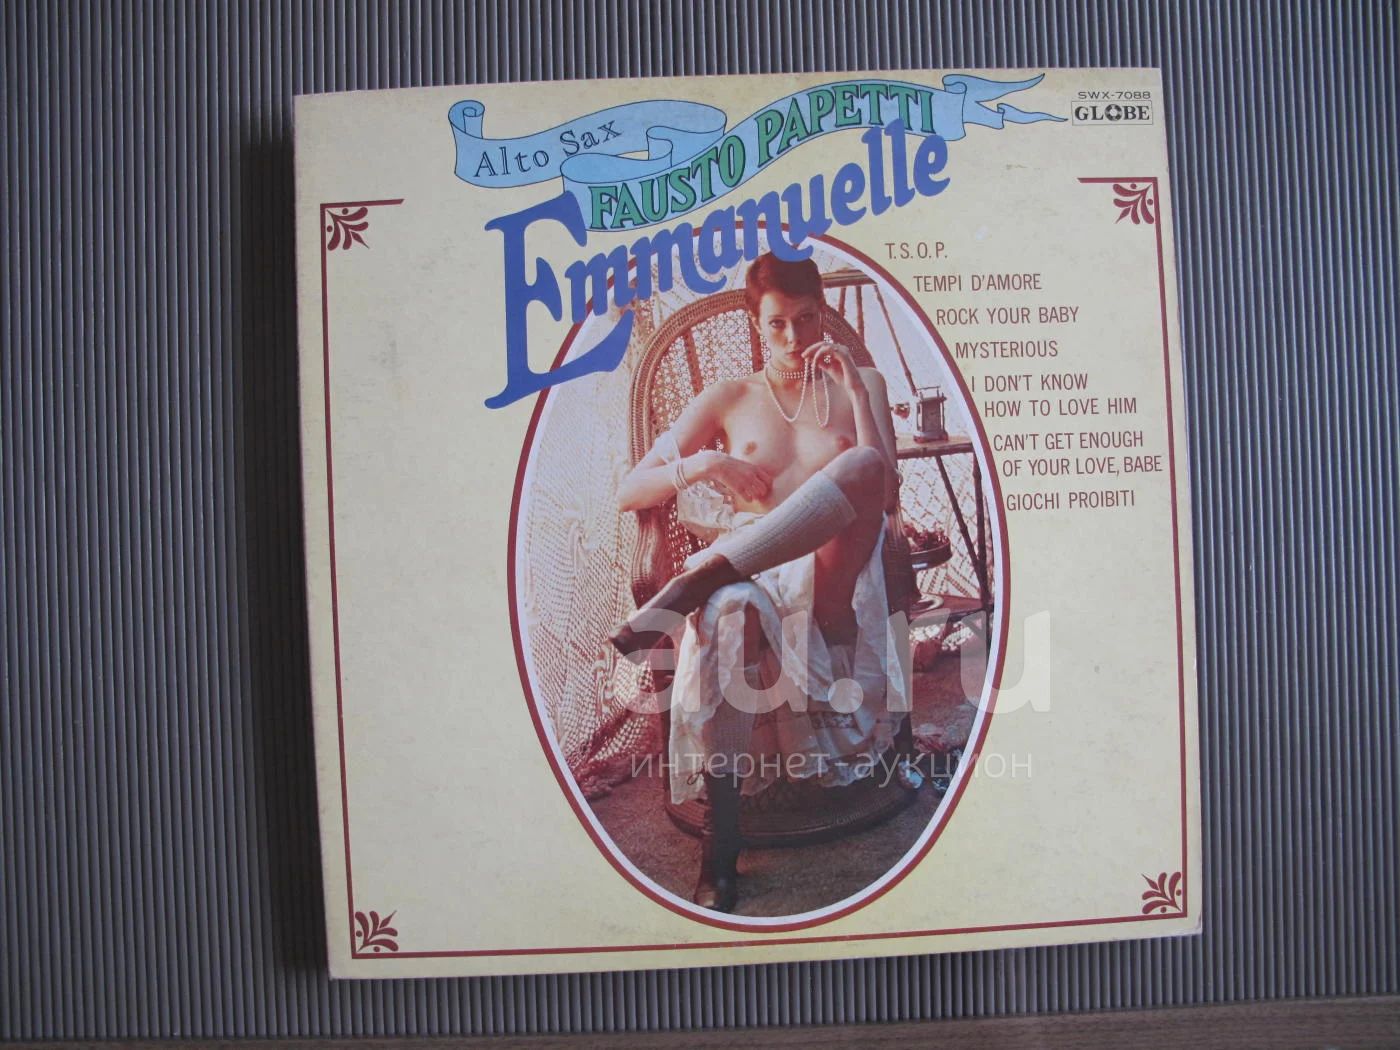 SWX-7088
GLOBE
Alto Sax
FAUSTO PAPETTI
Emmanuelle
T.S.O.P.
TEMPI D'AMORE
ROCK YOUR BABY
MYSTERIOUS
I DON'T KNOW
HOW TO LOVE HIM
CAN'T GET ENOUGH
OF YOUR LOVE, BABE
GIOCHI PROIBITI
au.ru
интернет-аукцион